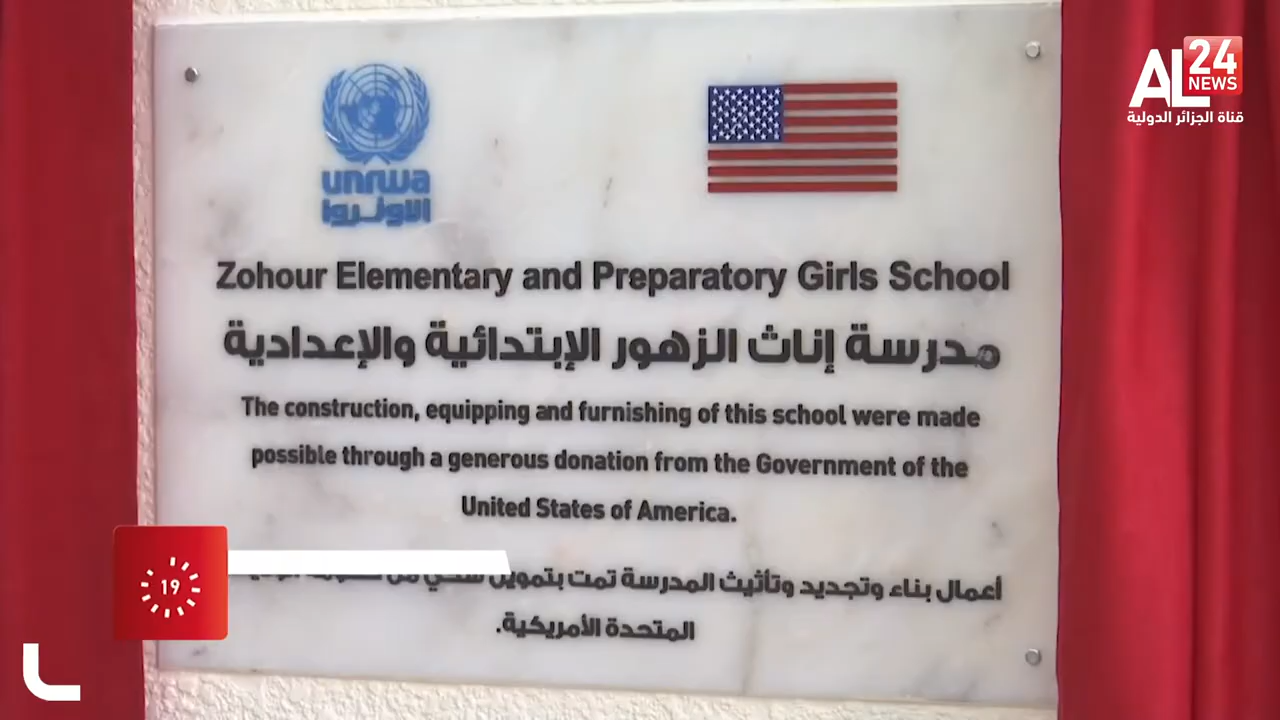 AL
24
NEWS
قناة الجزائر الدولية
unrwa
الاونروا
Zohour Elementary and Preparatory Girls School
مدرسة إناث الزهور الإبتدائية والإعدادية
The construction, equipping and furnishing of this school were made
possible through a generous donation from the Government of the
United States of America.
أعمال بناء وتجديد وتأثيث المدرسة تمت بتمويل
المتحدة الأمريكية.
19